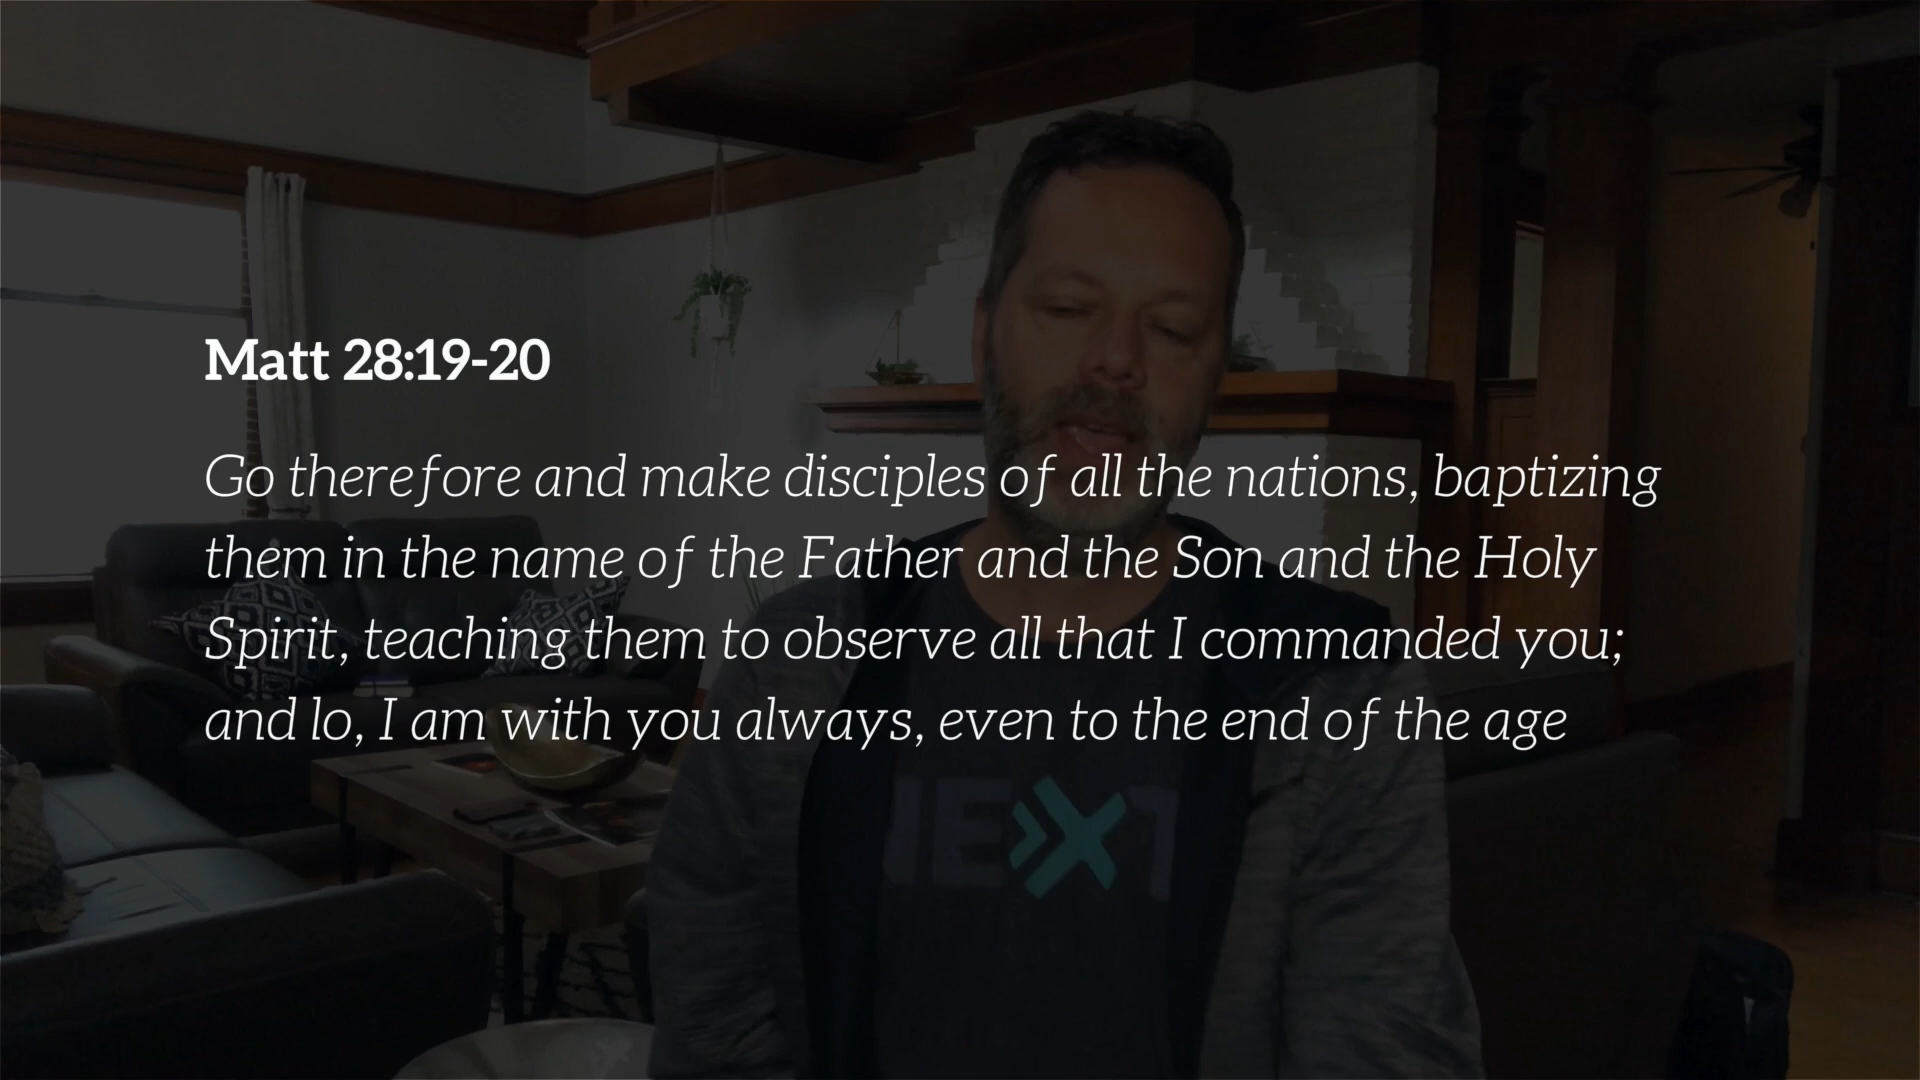 Matt 28:19-20
Go therefore and make disciples of all the nations, baptizing
them in the name of the Father and the Son and the Holy
Spirit, teaching them to observe all that I commanded you;
and lo, I am with you always, even to the end of the age
NEXT